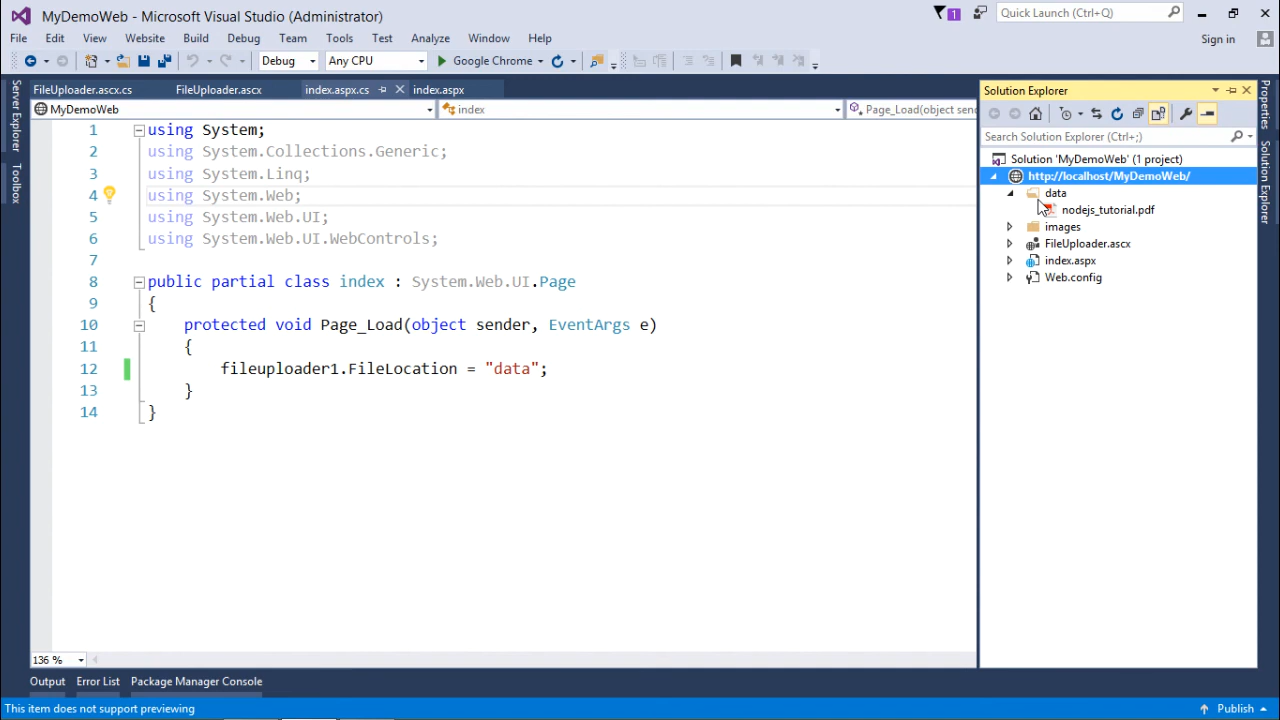 MyDemoWeb - Microsoft Visual Studio (Administrator)
1
Quick Launch (Ctrl+Q)
File Edit View Website Build Debug Team Tools Test Analyze Window Help
Sign in
Debug Any CPU Google Chrome
Server Explorer
Toolbox
FileUploader.ascx.cs FileUploader.ascx index.aspx.cs index.aspx
MyDemoWeb index Page_Load(object sen
1 using System;
2 using System.Collections.Generic;
3 using System.Linq;
4 using System.Web;
5 using System.Web.UI;
6 using System.Web.UI.WebControls;
7
8 public partial class index : System.Web.UI.Page
9 {
10 protected void Page_Load(object sender, EventArgs e)
11 {
12 fileuploader1.FileLocation = "data";
13 }
14 }
136 %
Solution Explorer
Search Solution Explorer (Ctrl+;)
Solution 'MyDemoWeb' (1 project)
http://localhost/MyDemoWeb/
data
nodejs_tutorial.pdf
images
FileUploader.ascx
index.aspx
Web.config
Properties
Solution Explorer
Output Error List Package Manager Console
This item does not support previewing
Publish